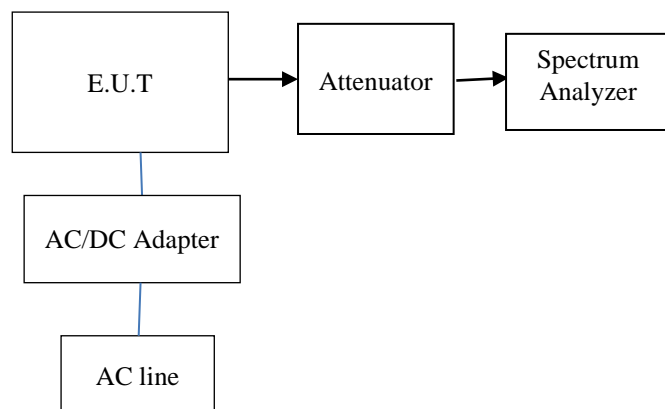 E.U.T
Attenuator
Spectrum
Analyzer
AC/DC Adapter
AC line